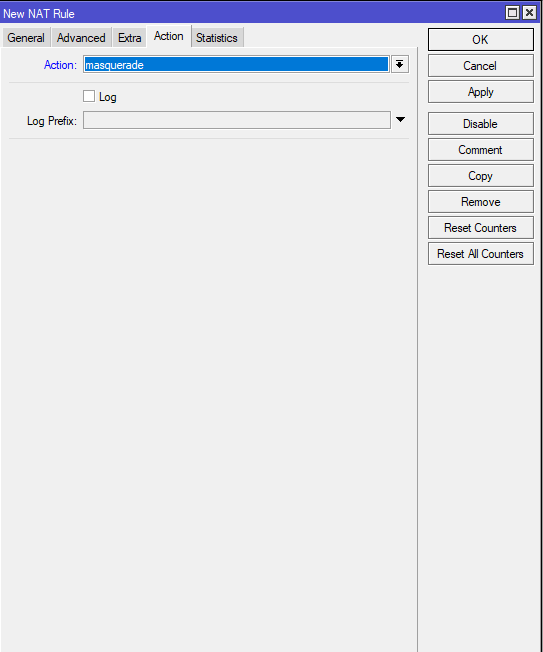 New NAT Rule
General Advanced Extra Action Statistics
Action: masquerade
Log
Log Prefix:
OK
Cancel
Apply
Disable
Comment
Copy
Remove
Reset Counters
Reset All Counters